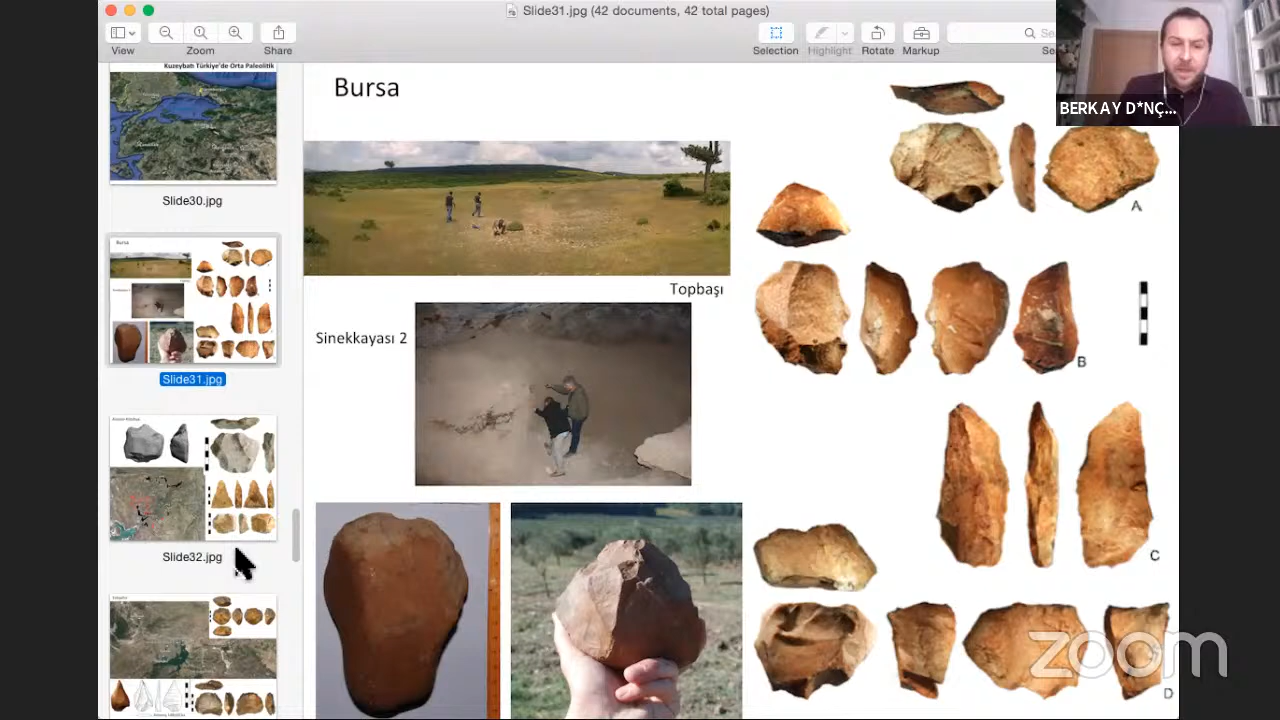 Slide31.jpg (42 documents, 42 total pages)
View
Zoom
Share
Selection
Highlight
Rotate
Markup
BERKAY D*NÇ...
Kuzeybatı Türkiye'de Orta Paleolitik
Slide30.jpg
Slide31.jpg
Slide32.jpg
Bursa
Topbaşı
Sinekkayası 2
A
B
C
D
zoom